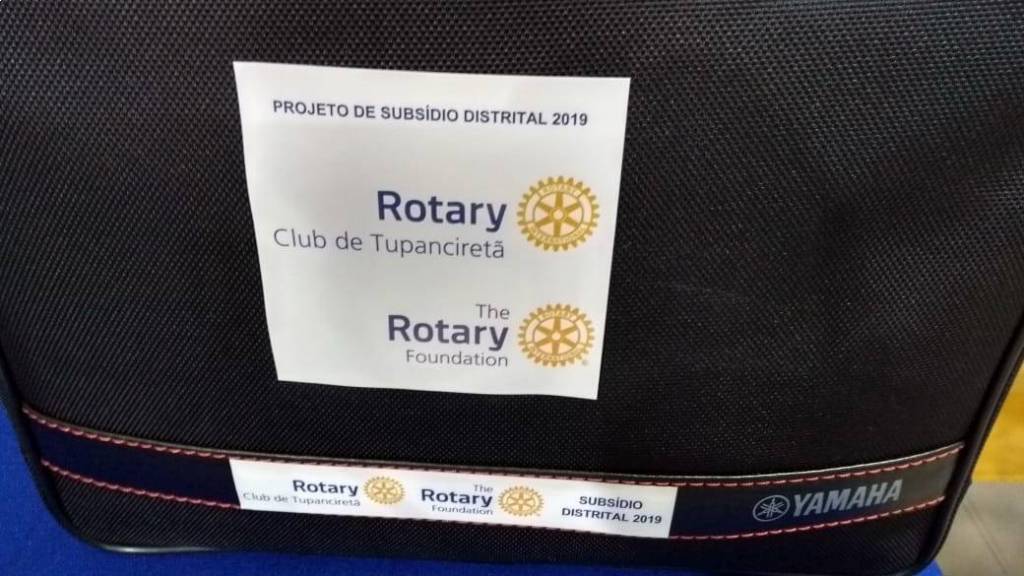 PROJETO DE SUBSÍDIO DISTRITAL 2019
Rotary
Club de Tupanciretã
The
Rotary
Foundation
Rotary
Club de Tupanciretã
The
Rotary
Foundation
SUBSÍDIO
DISTRITAL 2019
YAMAHA